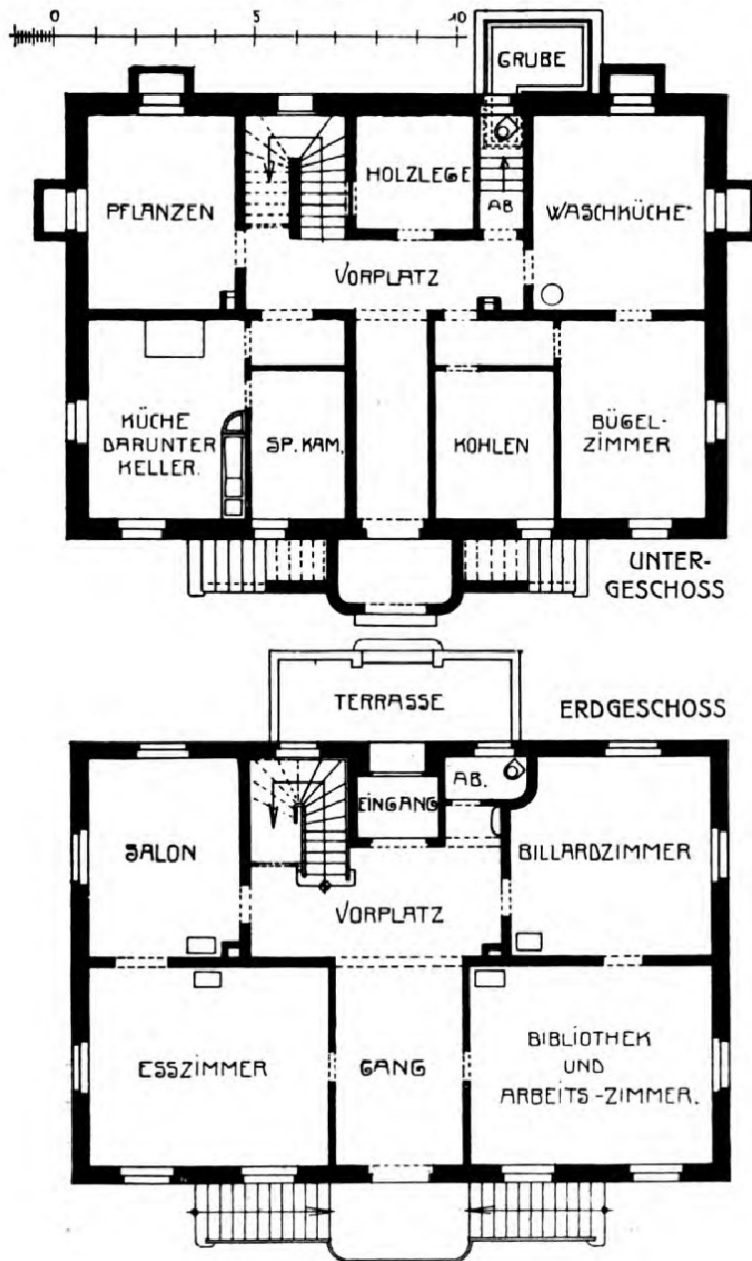 0 5 10
GRUBE
PFLANZEN
HOLZLEGE
AB
WASCHKÜCHE
VORPLATZ
KÜCHE
DARUNTER
KELLER.
SP. KAM.
KOHLEN
BÜGEL-
ZIMMER
UNTER-
GESCHOSS
TERRASSE
ERDGESCHOSS
SALON
EINGANG
AB.
BILLARDZIMMER
VORPLATZ
ESSZIMMER
GANG
BIBLIOTHEK
UND
ARBEITS-ZIMMER.